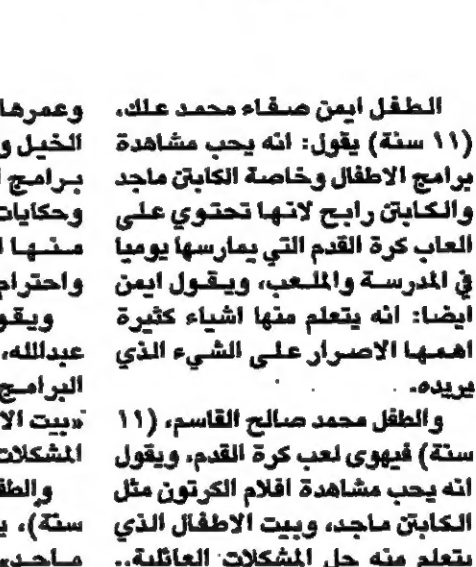 الطفل ايمن صفاء محمد علك،
(١١ سنة) يقول: انه يحب مشاهدة
برامج الاطفال وخاصة الكابتن ماجد
والكابتن رابح لانها تحتوي على
العاب كرة القدم التي يمارسها يوميا
في المدرسة والملعب، ويقول ايمن
ايضا: انه يتعلم منها اشياء كثيرة
اهمها الاصرار على الشيء الذي
يريده.
والطفل محمد صالح القاسم، (١١
سنة) فيهوى لعب كرة القدم، ويقول
انه يحب مشاهدة افلام الكرتون مثل
الكابتن ماجد، وبيت الاطفال الذي
يتعلم منه حل المشكلات العائلية..
وعمرها
الخيل و
برامج ا
وحكايات
منها ا
واحترام
ويقو
عبدالله،
البرامج
«بيت الا
المشكلات
والطف
سنة)، ي
ماجد»